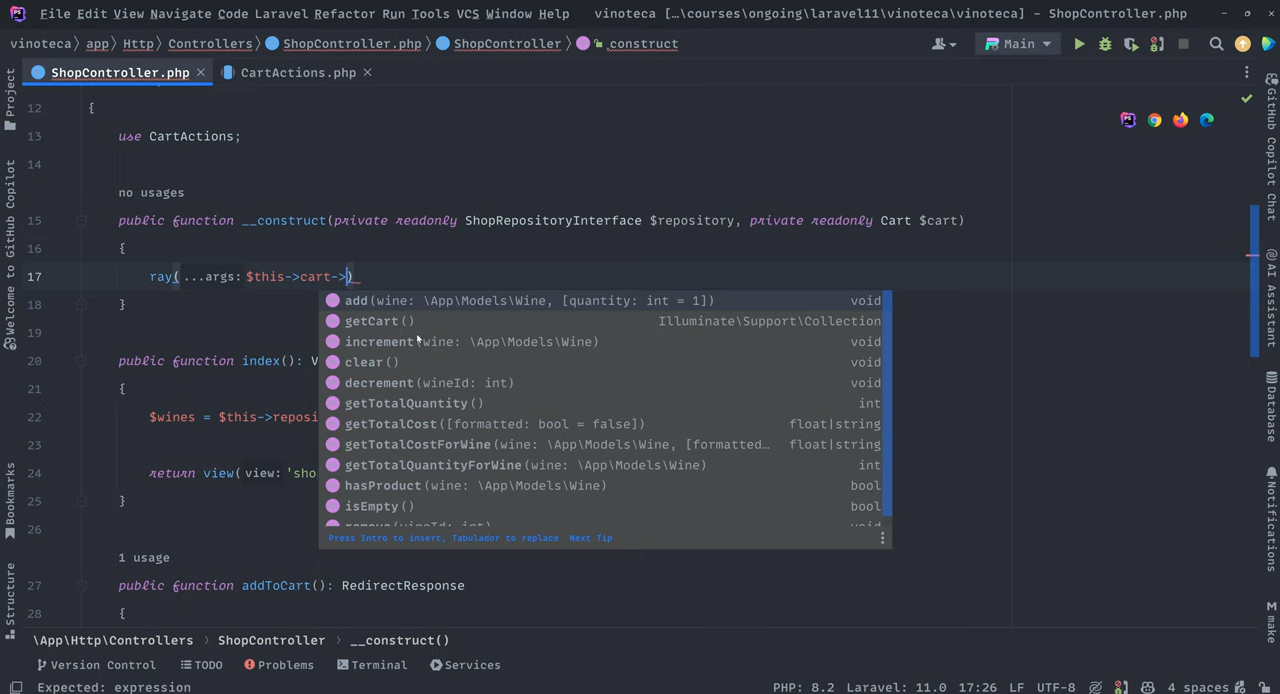 File Edit View Navigate Code Laravel Refactor Run Tools VCS Window Help vinoteca […\courses\ongoing\laravel11\vinoteca\vinoteca] - ShopController.php
vinoteca app Http Controllers ShopController.php ShopController __construct Main
ShopController.php CartActions.php
Project
Welcome to GitHub Copilot
Bookmarks
Structure
12 {
13 use CartActions;
14
no usages
15 public function __construct(private readonly ShopRepositoryInterface $repository, private readonly Cart $cart)
16 {
17 ray(...args: $this->cart->)
18 }
19
20 public function index(): V
21 {
22 $wines = $this->reposi
23
24 return view(view: 'sho
25 }
26
1 usage
27 public function addToCart(): RedirectResponse
28 {
add(wine: \App\Models\Wine, [quantity: int = 1]) void
getCart() Illuminate\Support\Collection
increment(wine: \App\Models\Wine) void
clear() void
decrement(wineId: int) void
getTotalQuantity() int
getTotalCost([formatted: bool = false]) float|string
getTotalCostForWine(wine: \App\Models\Wine, [formatted… float|string
getTotalQuantityForWine(wine: \App\Models\Wine) int
hasProduct(wine: \App\Models\Wine) bool
isEmpty() bool
remove(wineId: int) void
Press Intro to insert, Tabulador to replace Next Tip
GitHub Copilot Chat
AI Assistant
Database
Notifications
M make
\App\Http\Controllers ShopController __construct()
Version Control TODO Problems Terminal Services
Expected: expression PHP: 8.2 Laravel: 11.0 17:26 LF UTF-8 4 spaces